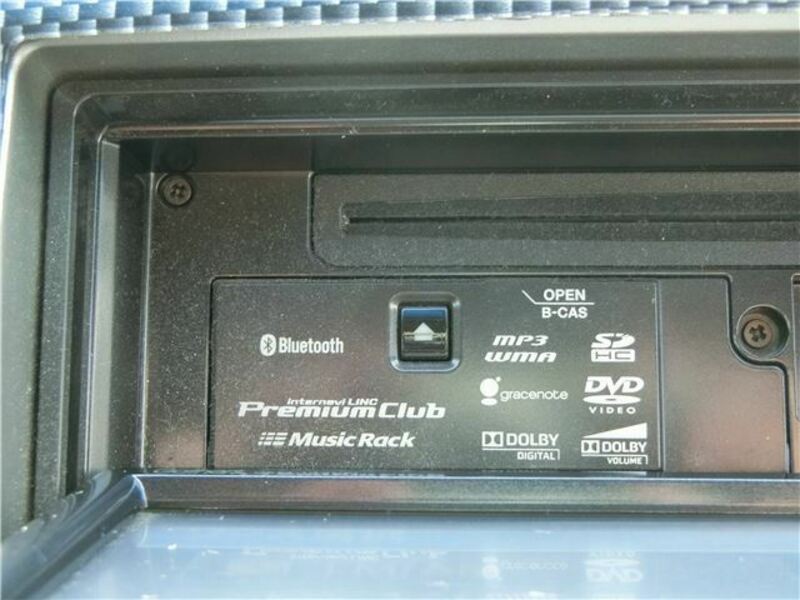 OPEN
B-CAS
Bluetooth
MP3
WMA
SD
HC
internavi LINC
Premium Club
gracenote
DVD
VIDEO
Music Rack
DOLBY
DIGITAL
DOLBY
VOLUME